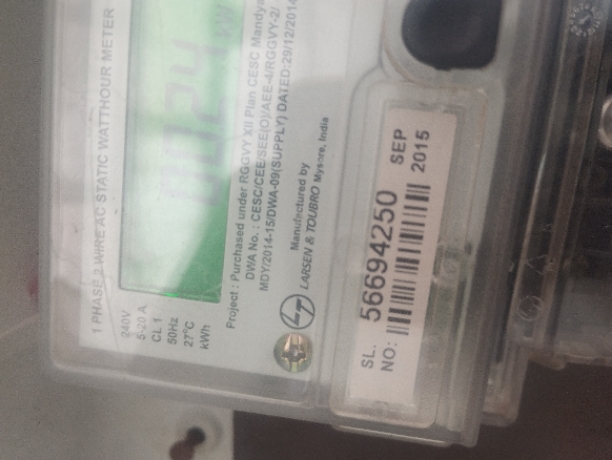 1 PHASE 2 WIRE AC STATIC WATTHOUR METER
240V
5-20 A
CL 1
50Hz
27°C
kWh
Project : Purchased under RGGVY XII Plan CESC Mandya
DWA No. : CESC/CEE/SEE(O)/AEE-4/RGGVY-2/
MDY/2014-15/DWA-09(SUPPLY) DATED:29/12/2014
Manufactured by
LARSEN & TOUBRO Mysore, India
SL. NO: 56694250
SEP 2015